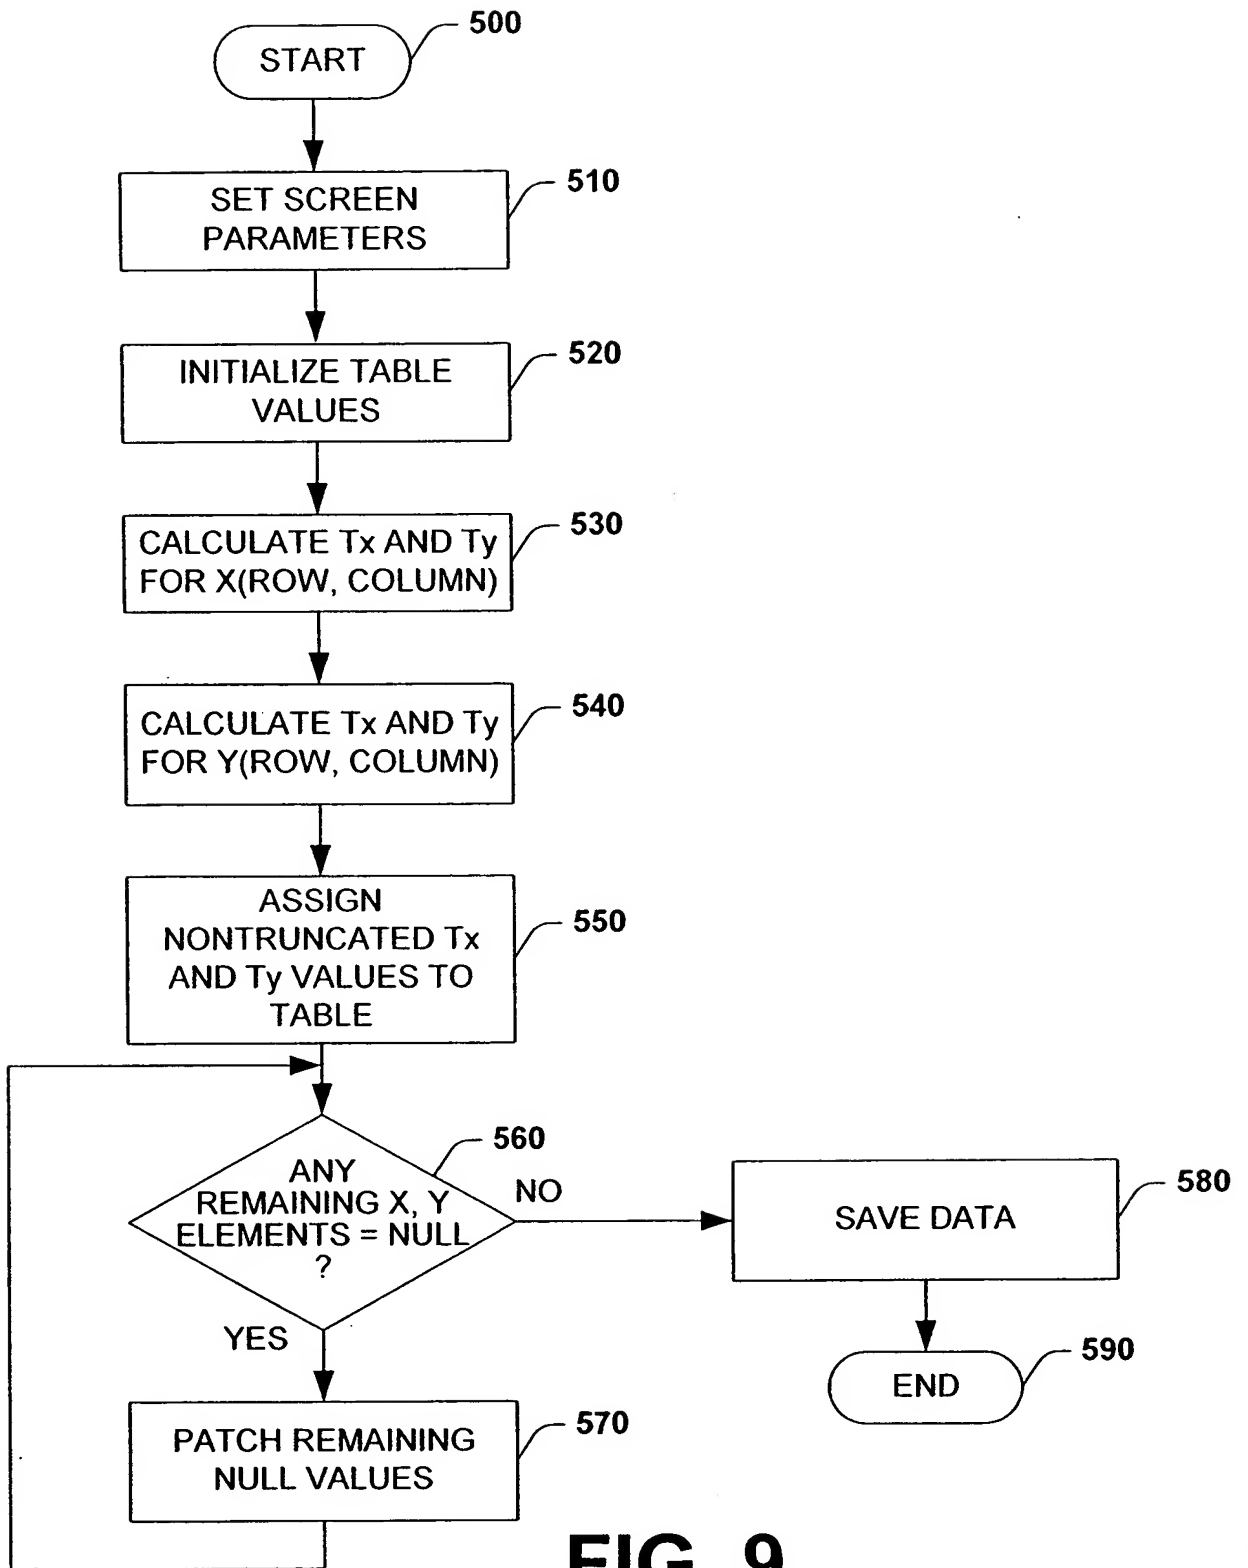 START
500
SET SCREEN
PARAMETERS
510
INITIALIZE TABLE
VALUES
520
CALCULATE Tx AND Ty
FOR X(ROW, COLUMN)
530
CALCULATE Tx AND Ty
FOR Y(ROW, COLUMN)
540
ASSIGN
NONTRUNCATED Tx
AND Ty VALUES TO
TABLE
550
ANY
REMAINING X, Y
ELEMENTS = NULL
?
560
NO
SAVE DATA
580
YES
END
590
PATCH REMAINING
NULL VALUES
570
FIG. 9